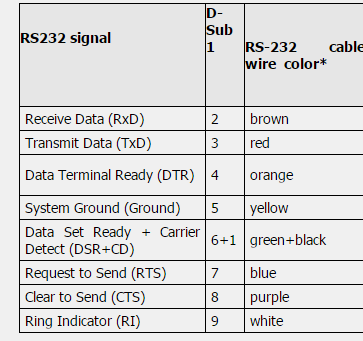 RS232 signal
D-
Sub
1
RS-232 cable
wire color*
Receive Data (RxD) 2 brown
Transmit Data (TxD) 3 red
Data Terminal Ready (DTR) 4 orange
System Ground (Ground) 5 yellow
Data Set Ready + Carrier
Detect (DSR+CD) 6+1 green+black
Request to Send (RTS) 7 blue
Clear to Send (CTS) 8 purple
Ring Indicator (RI) 9 white